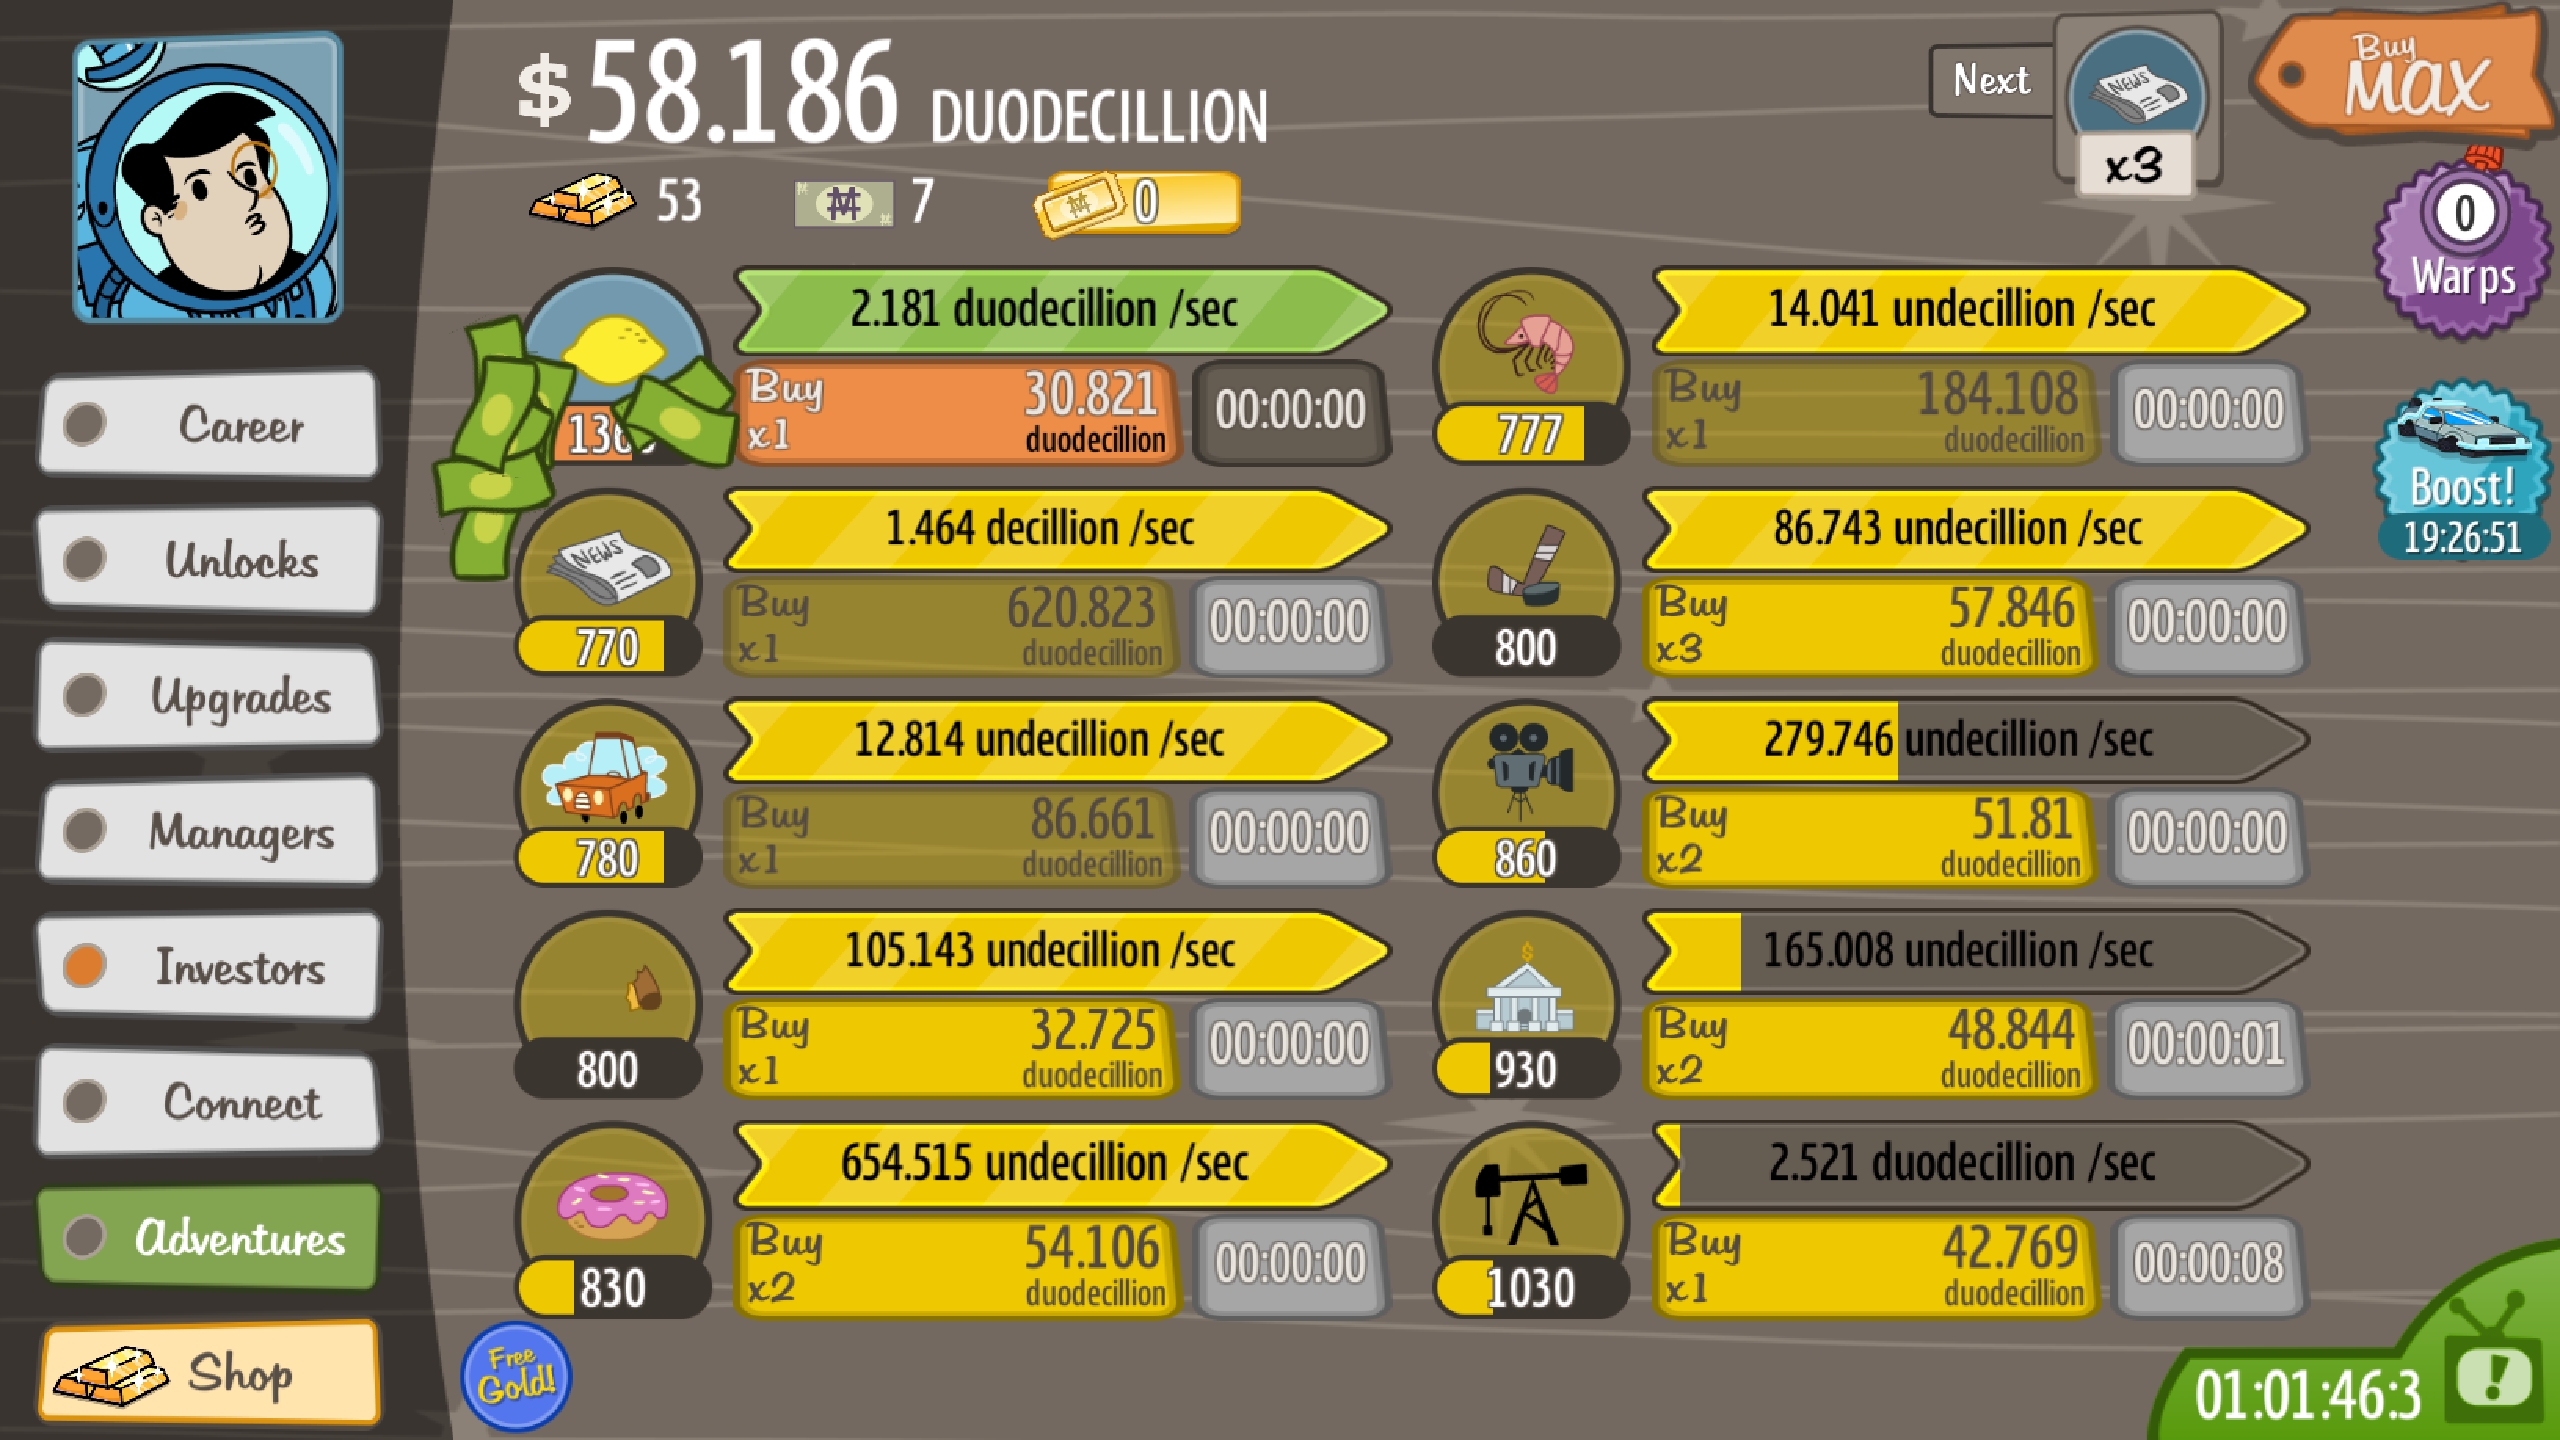 $58.186 DUODECILLION
53
7
0
Next
NEWS
x3
Buy
MAX
0
Warps
Boost!
19:26:51
Career
Unlocks
Upgrades
Managers
Investors
Connect
Adventures
Shop
2.181 duodecillion /sec
Buy
x1
30.821
duodecillion
00:00:00
NEWS
770
1.464 decillion /sec
Buy
x1
620.823
duodecillion
00:00:00
780
12.814 undecillion /sec
Buy
x1
86.661
duodecillion
00:00:00
800
105.143 undecillion /sec
Buy
x1
32.725
duodecillion
00:00:00
830
654.515 undecillion /sec
Buy
x2
54.106
duodecillion
00:00:00
777
14.041 undecillion /sec
Buy
x1
184.108
duodecillion
00:00:00
800
86.743 undecillion /sec
Buy
x3
57.846
duodecillion
00:00:00
860
279.746 undecillion /sec
Buy
x2
51.81
duodecillion
00:00:00
930
165.008 undecillion /sec
Buy
x2
48.844
duodecillion
00:00:01
1030
2.521 duodecillion /sec
Buy
x1
42.769
duodecillion
00:00:08
Free
Gold!
01:01:46:3